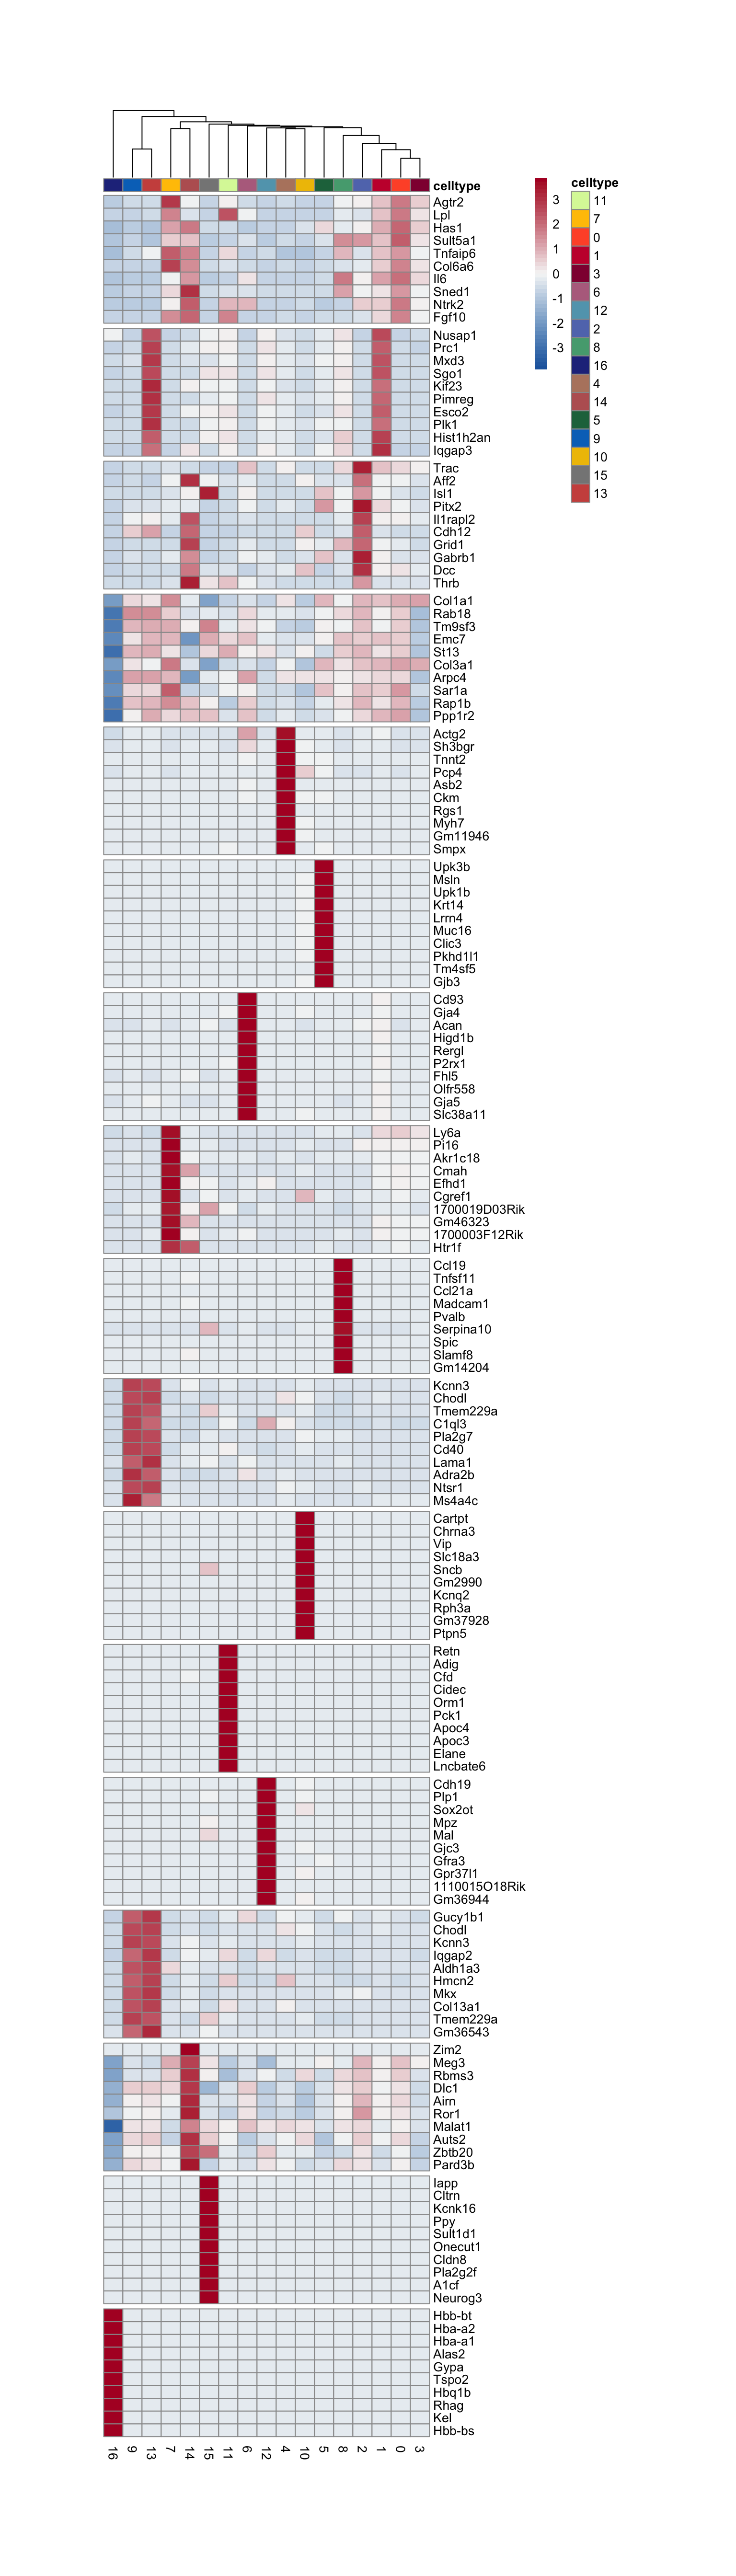 celltype
3
2
1
0
-1
-2
-3
celltype
11
7
0
1
3
6
12
2
8
16
4
14
5
9
10
15
13
Agtr2
Lpl
Has1
Sult5a1
Tnfaip6
Col6a6
Il6
Sned1
Ntrk2
Fgf10
Nusap1
Prc1
Mxd3
Sgo1
Kif23
Pimreg
Esco2
Plk1
Hist1h2an
Iqgap3
Trac
Aff2
Isl1
Pitx2
Il1rapl2
Cdh12
Grid1
Gabrb1
Dcc
Thrb
Col1a1
Rab18
Tm9sf3
Emc7
St13
Col3a1
Arpc4
Sar1a
Rap1b
Ppp1r2
Actg2
Sh3bgr
Tnnt2
Pcp4
Asb2
Ckm
Rgs1
Myh7
Gm11946
Smpx
Upk3b
Msln
Upk1b
Krt14
Lrrn4
Muc16
Clic3
Pkhd1l1
Tm4sf5
Gjb3
Cd93
Gja4
Acan
Higd1b
Rergl
P2rx1
Fhl5
Olfr558
Gja5
Slc38a11
Ly6a
Pi16
Akr1c18
Cmah
Efhd1
Cgref1
1700019D03Rik
Gm46323
1700003F12Rik
Htr1f
Ccl19
Tnfsf11
Ccl21a
Madcam1
Pvalb
Serpina10
Spic
Slamf8
Gm14204
Kcnn3
Chodl
Tmem229a
C1ql3
Pla2g7
Cd40
Lama1
Adra2b
Ntsr1
Ms4a4c
Cartpt
Chrna3
Vip
Slc18a3
Sncb
Gm2990
Kcnq2
Rph3a
Gm37928
Ptpn5
Retn
Adig
Cfd
Cidec
Orm1
Pck1
Apoc4
Apoc3
Elane
Lncbate6
Cdh19
Plp1
Sox2ot
Mpz
Mal
Gjc3
Gfra3
Gpr37l1
1110015O18Rik
Gm36944
Gucy1b1
Chodl
Kcnn3
Iqgap2
Aldh1a3
Hmcn2
Mkx
Col13a1
Tmem229a
Gm36543
Zim2
Meg3
Rbms3
Dlc1
Airn
Ror1
Malat1
Auts2
Zbtb20
Pard3b
Iapp
Cltrn
Kcnk16
Ppy
Sult1d1
Onecut1
Cldn8
Pla2g2f
A1cf
Neurog3
Hbb-bt
Hba-a2
Hba-a1
Alas2
Gypa
Tspo2
Hbq1b
Rhag
Kel
Hbb-bs
16 9 13 7 14 15 11 6 12 4 10 5 8 2 1 0 3